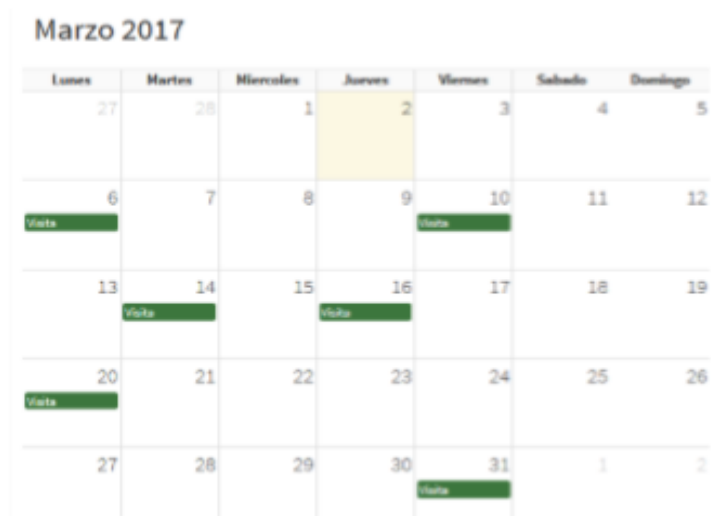 Marzo 2017
Lunes Martes Miercoles Jueves Viernes Sabado Domingo
27 28 1 2 3 4 5
6 7 8 9 10 11 12
Visita Visita
13 14 15 16 17 18 19
Visita Visita
20 21 22 23 24 25 26
Visita
27 28 29 30 31 1 2
Visita